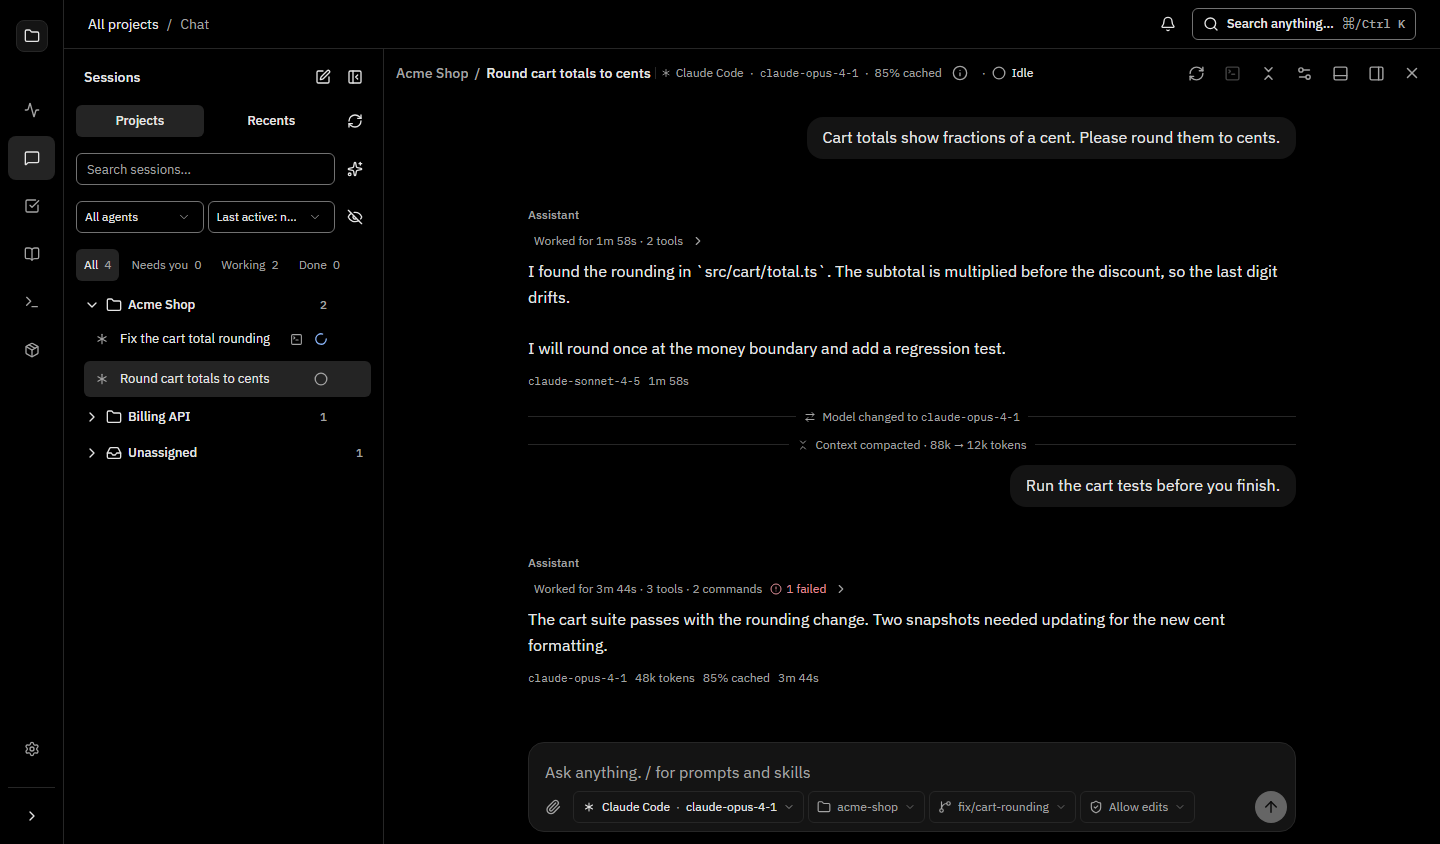 All projects / Chat
Search anything... ⌘/Ctrl K
Sessions
Projects Recents
Search sessions...
All agents Last active: n...
All 4 Needs you 0 Working 2 Done 0
Acme Shop 2
Fix the cart total rounding
Round cart totals to cents
Billing API 1
Unassigned 1
Acme Shop / Round cart totals to cents Claude Code · claude-opus-4-1 · 85% cached · Idle
Cart totals show fractions of a cent. Please round them to cents.
Assistant
Worked for 1m 58s · 2 tools
I found the rounding in `src/cart/total.ts`. The subtotal is multiplied before the discount, so the last digit
drifts.
I will round once at the money boundary and add a regression test.
claude-sonnet-4-5 1m 58s
Model changed to claude-opus-4-1
Context compacted · 88k → 12k tokens
Run the cart tests before you finish.
Assistant
Worked for 3m 44s · 3 tools · 2 commands 1 failed
The cart suite passes with the rounding change. Two snapshots needed updating for the new cent
formatting.
claude-opus-4-1 48k tokens 85% cached 3m 44s
Ask anything. / for prompts and skills
Claude Code · claude-opus-4-1 acme-shop fix/cart-rounding Allow edits